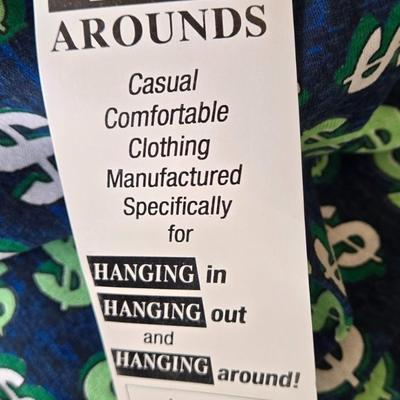 AROUNDS
Casual
Comfortable
Clothing
Manufactured
Specifically
for
HANGING in
HANGING out
and
HANGING around!